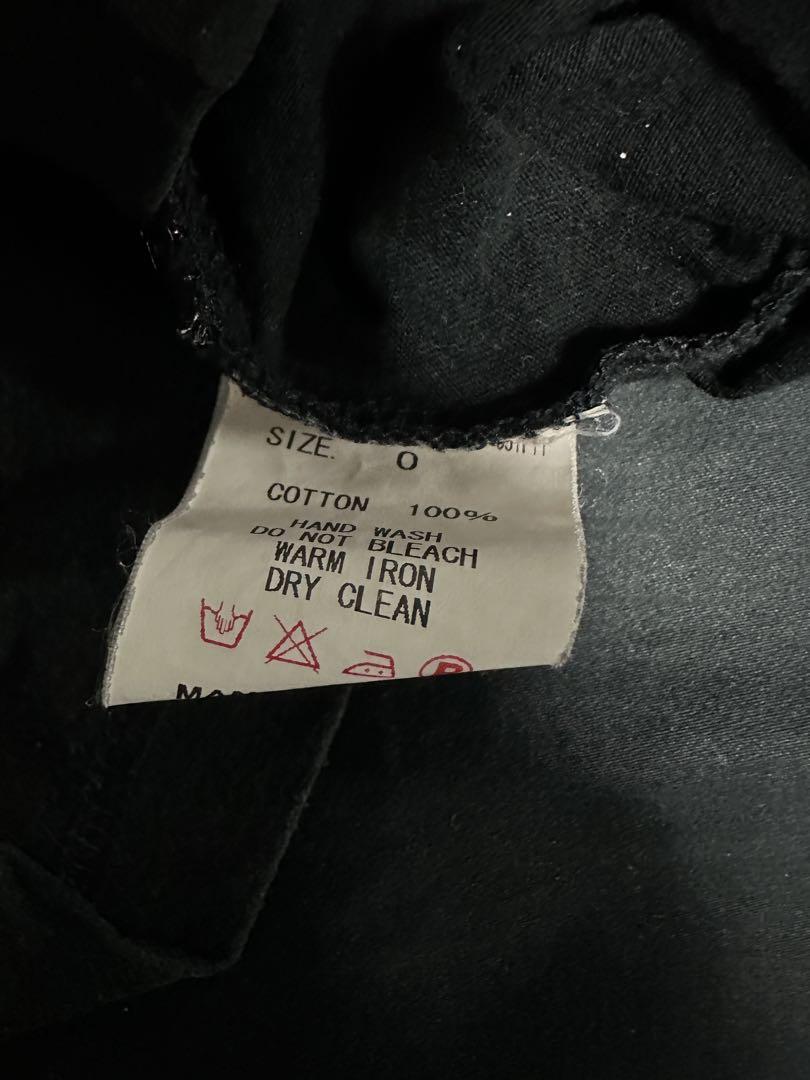 SIZE. 0
COTTON 100%
HAND WASH
DO NOT BLEACH
WARM IRON
DRY CLEAN